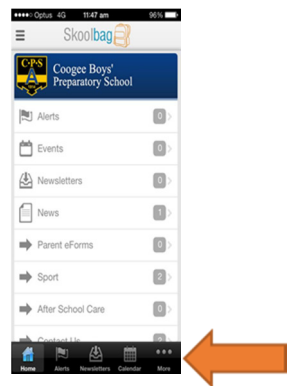 Optus 4G 11:47 am 96%
Skoolbag
C·P·S
Coogee Boys'
Preparatory School
Alerts 0
Events 0
Newsletters 0
News 1
Parent eForms 0
Sport 2
After School Care 0
Contact Us
Home Alerts Newsletters Calendar More